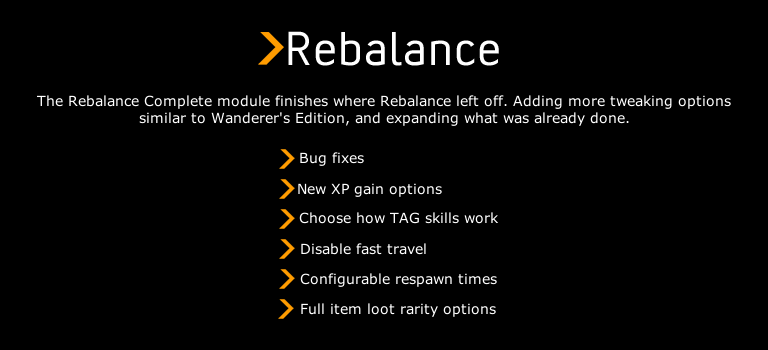 Rebalance
The Rebalance Complete module finishes where Rebalance left off. Adding more tweaking options
similar to Wanderer's Edition, and expanding what was already done.
Bug fixes
New XP gain options
Choose how TAG skills work
Disable fast travel
Configurable respawn times
Full item loot rarity options